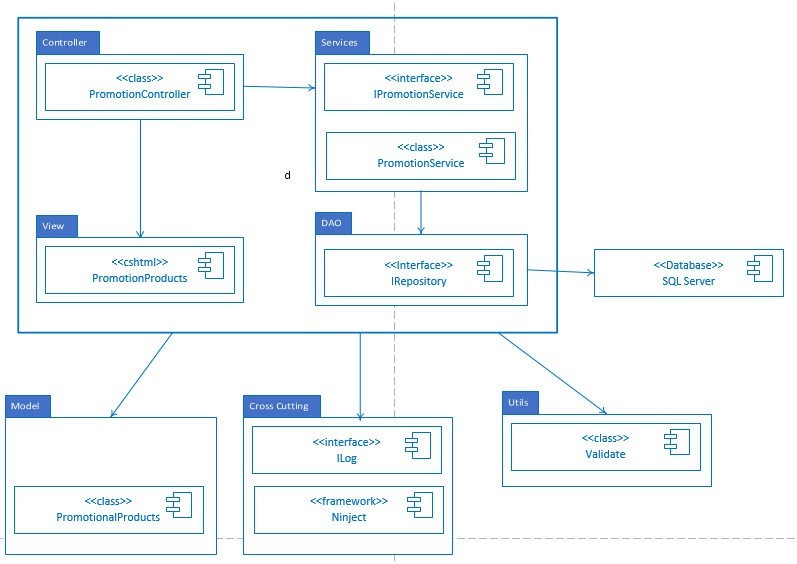 Controller
<<class>>
PromotionController
Services
<<interface>>
IPromotionService
<<class>>
PromotionService
d
View
<<cshtml>>
PromotionProducts
DAO
<<Interface>>
IRepository
<<Database>>
SQL Server
Model
<<class>>
PromotionalProducts
Cross Cutting
<<interface>>
ILog
<<framework>>
Ninject
Utils
<<class>>
Validate